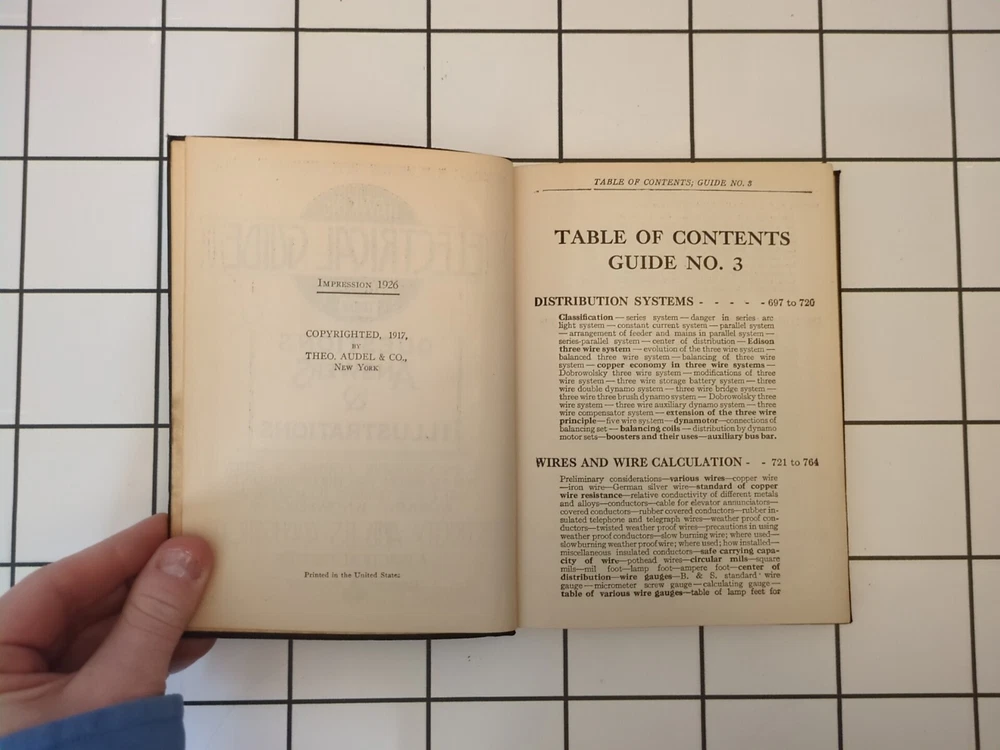 Impression 1926
COPYRIGHTED, 1917,
BY
THEO. AUDEL & CO.,
New York
Printed in the United States
TABLE OF CONTENTS; GUIDE NO. 3
TABLE OF CONTENTS
GUIDE NO. 3
DISTRIBUTION SYSTEMS - - - - - 697 to 720
Classification — series system — danger in series arc
light system — constant current system — parallel system
— arrangement of feeder and mains in parallel system —
series-parallel system — center of distribution — Edison
three wire system — evolution of the three wire system —
balanced three wire system — balancing of three wire
system — copper economy in three wire systems —
Dobrowolsky three wire system — modifications of three
wire system — three wire storage battery system — three
wire double dynamo system — three wire bridge system —
three wire three brush dynamo system — Dobrowolsky three
wire system — three wire auxiliary dynamo system — three
wire compensator system — extension of the three wire
principle — five wire system — dynamotor — connections of
balancing set — balancing coils — distribution by dynamo
motor sets — boosters and their uses — auxiliary bus bar.
WIRES AND WIRE CALCULATION - - 721 to 764
Preliminary considerations—various wires—copper wire
—iron wire—German silver wire—standard of copper
wire resistance—relative conductivity of different metals
and alloys—conductors—cable for elevator annunciators—
covered conductors—rubber covered conductors—rubber in-
sulated telephone and telegraph wires—weather proof con-
ductors—twisted weather proof wires—precautions in using
weather proof conductors—slow burning wire; where used—
slow burning weather proof wire; where used; how installed—
miscellaneous insulated conductors—safe carrying capa-
city of wire—pothead wires—circular mils—square
mils—mil foot—lamp foot—ampere foot—center of
distribution—wire gauges—B. & S. standard wire
gauge—micrometer screw gauge—calculating gauge—
table of various wire gauges—table of lamp feet for